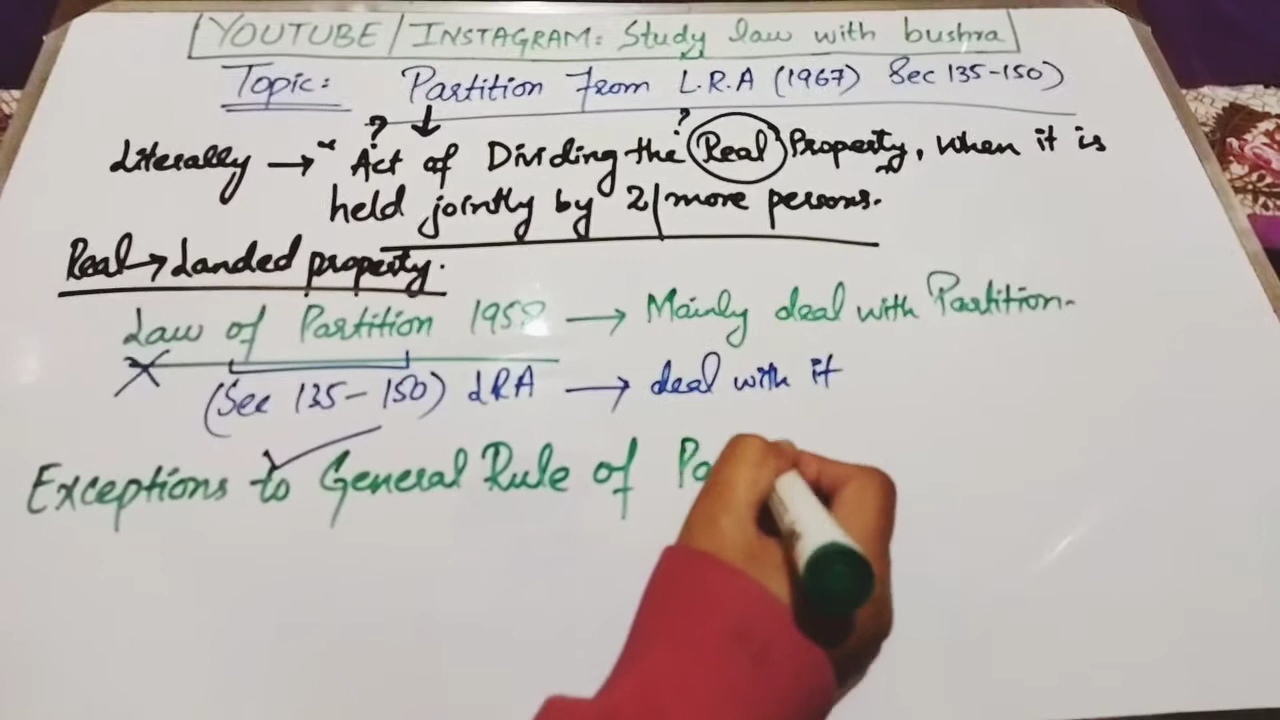 YOUTUBE/INSTAGRAM: Study law with bushra
Topic: Partition From L.R.A (1967) Sec 135-150)
? ?
Literally → " Act of Dividing the Real Property, when it is
held jointly by 2/more persons.
Real → Landed property.
Law of Partition 1958 → Mainly deal with Partition-
(Sec 135-150) LRA → deal with it
Exceptions to General Rule of Pa